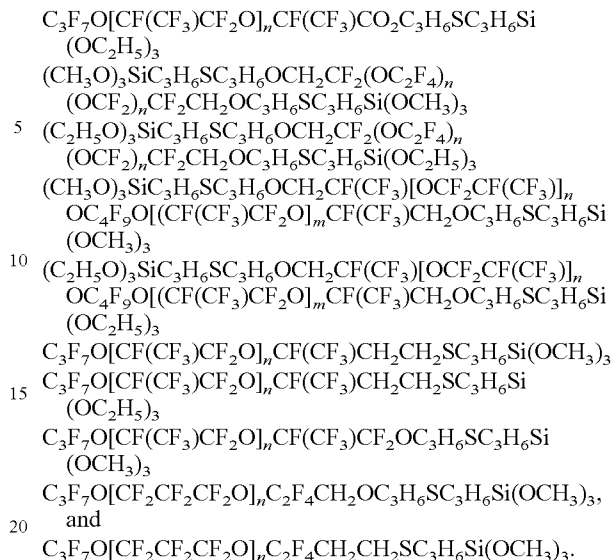 C₃F₇O[CF(CF₃)CF₂O]ₙCF(CF₃)CO₂C₃H₆SC₃H₆Si
(OC₂H₅)₃
(CH₃O)₃SiC₃H₆SC₃H₆OCH₂CF₂(OC₂F₄)ₙ
5 (OCF₂)ₙCF₂CH₂OC₃H₆SC₃H₆Si(OCH₃)₃
(C₂H₅O)₃SiC₃H₆SC₃H₆OCH₂CF₂(OC₂F₄)ₙ
(OCF₂)ₙCF₂CH₂OC₃H₆SC₃H₆Si(OC₂H₅)₃
(CH₃O)₃SiC₃H₆SC₃H₆OCH₂CF(CF₃)[OCF₂CF(CF₃)]ₙ
OC₄F₉O[(CF(CF₃)CF₂O]ₘCF(CF₃)CH₂OC₃H₆SC₃H₆Si
(OCH₃)₃
10 (C₂H₅O)₃SiC₃H₆SC₃H₆OCH₂CF(CF₃)[OCF₂CF(CF₃)]ₙ
OC₄F₉O[(CF(CF₃)CF₂O]ₘCF(CF₃)CH₂OC₃H₆SC₃H₆Si
(OC₂H₅)₃
C₃F₇O[CF(CF₃)CF₂O]ₙCF(CF₃)CH₂CH₂SC₃H₆Si(OCH₃)₃
15 C₃F₇O[CF(CF₃)CF₂O]ₙCF(CF₃)CH₂CH₂SC₃H₆Si
(OC₂H₅)₃
C₃F₇O[CF(CF₃)CF₂O]ₙCF(CF₃)CF₂OC₃H₆SC₃H₆Si
(OCH₃)₃
C₃F₇O[CF₂CF₂CF₂O]ₙC₂F₄CH₂OC₃H₆SC₃H₆Si(OCH₃)₃,
20 and
C₃F₇O[CF₂CF₂CF₂O]ₙC₂F₄CH₂CH₂SC₃H₆Si(OCH₃)₃.